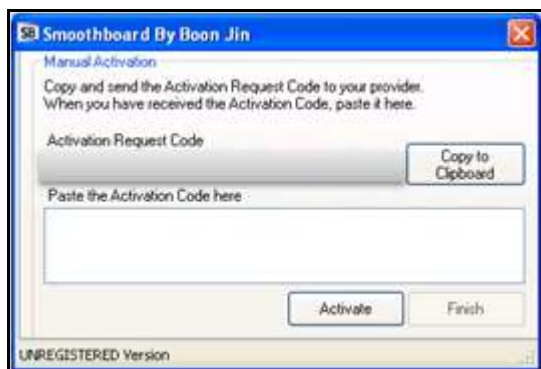 SB Smoothboard By Boon Jin
Manual Activation
Copy and send the Activation Request Code to your provider.
When you have received the Activation Code, paste it here.
Activation Request Code
Copy to
Clipboard
Paste the Activation Code here
Activate Finish
UNREGISTERED Version